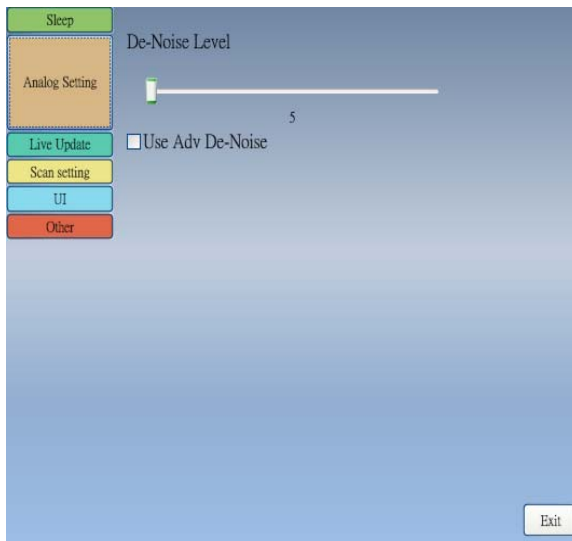 Sleep
Analog Setting
Live Update
Scan setting
UI
Other
De-Noise Level
5
Use Adv De-Noise
Exit